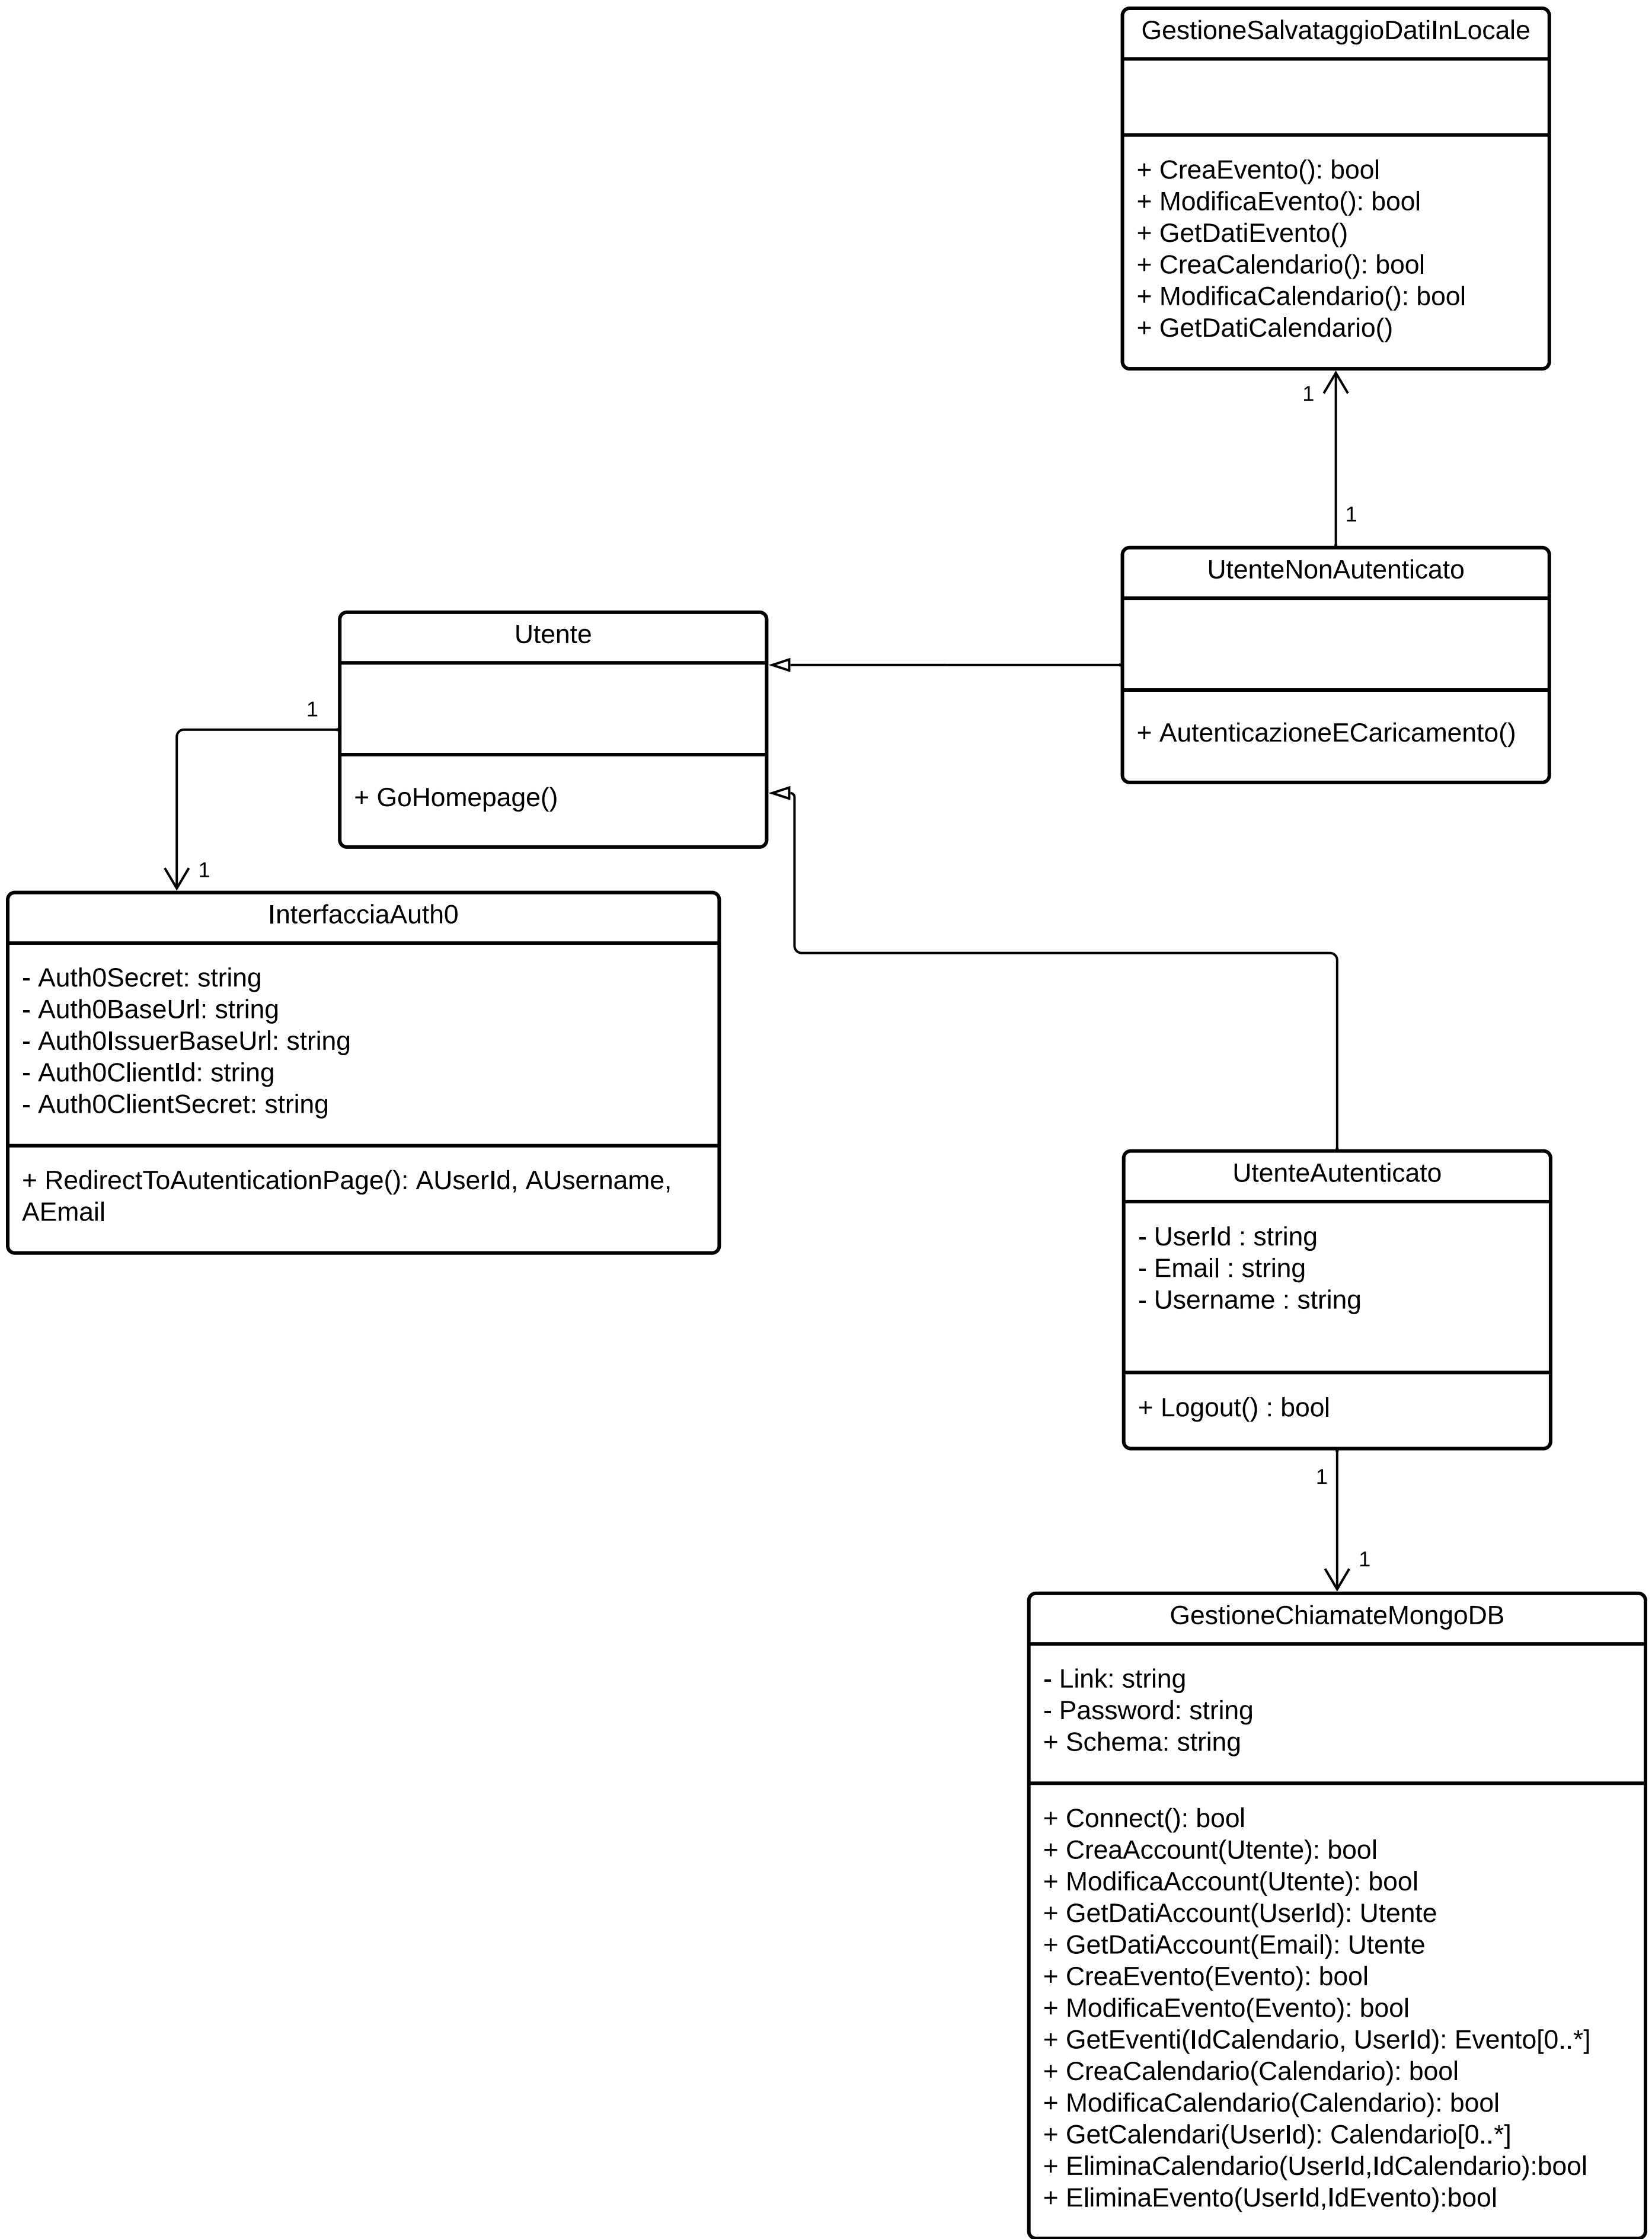 GestioneSalvataggioDatiInLocale
+ CreaEvento(): bool
+ ModificaEvento(): bool
+ GetDatiEvento()
+ CreaCalendario(): bool
+ ModificaCalendario(): bool
+ GetDatiCalendario()
1
1
UtenteNonAutenticato
+ AutenticazioneECaricamento()
Utente
+ GoHomepage()
1
1
InterfacciaAuth0
- Auth0Secret: string
- Auth0BaseUrl: string
- Auth0IssuerBaseUrl: string
- Auth0ClientId: string
- Auth0ClientSecret: string
+ RedirectToAutenticationPage(): AUserId, AUsername,
AEmail
UtenteAutenticato
- UserId : string
- Email : string
- Username : string
+ Logout() : bool
1
1
GestioneChiamateMongoDB
- Link: string
- Password: string
+ Schema: string
+ Connect(): bool
+ CreaAccount(Utente): bool
+ ModificaAccount(Utente): bool
+ GetDatiAccount(UserId): Utente
+ GetDatiAccount(Email): Utente
+ CreaEvento(Evento): bool
+ ModificaEvento(Evento): bool
+ GetEventi(IdCalendario, UserId): Evento[0..*]
+ CreaCalendario(Calendario): bool
+ ModificaCalendario(Calendario): bool
+ GetCalendari(UserId): Calendario[0..*]
+ EliminaCalendario(UserId,IdCalendario):bool
+ EliminaEvento(UserId,IdEvento):bool